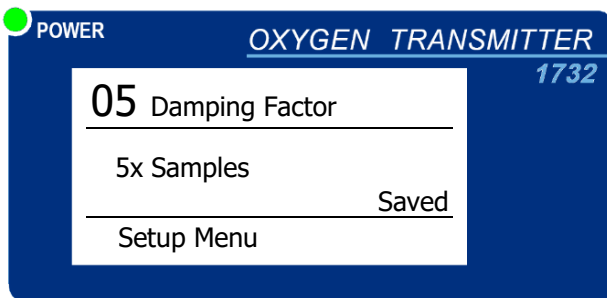 POWER
OXYGEN TRANSMITTER
1732
05 Damping Factor
5x Samples
Saved
Setup Menu